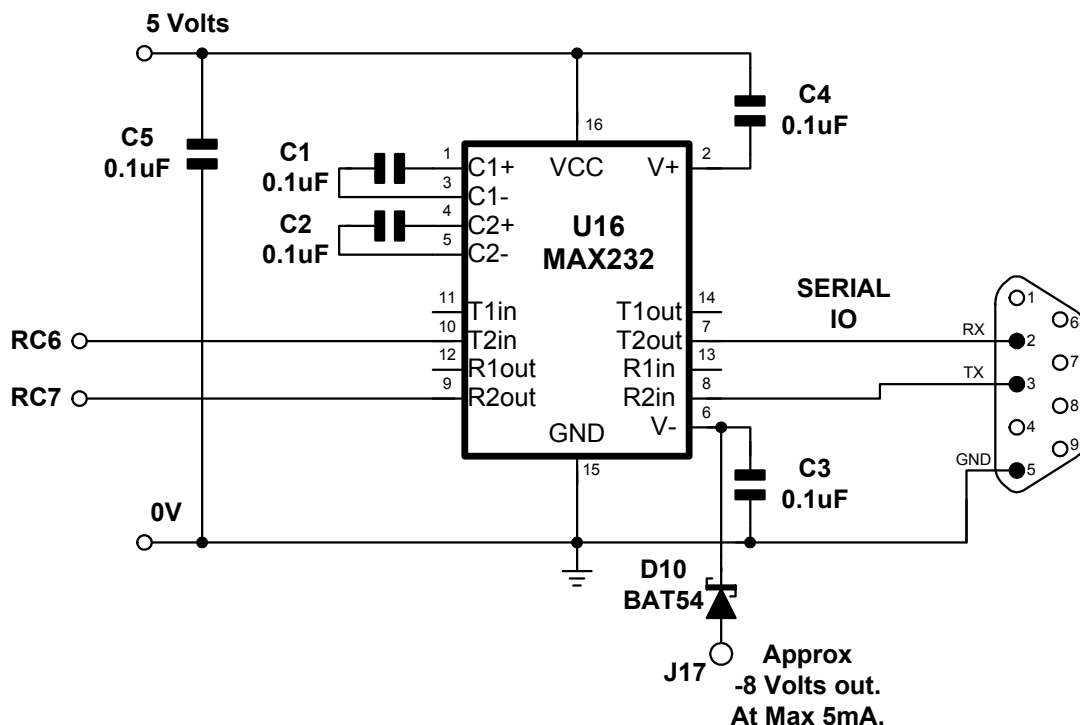 5 Volts
C5
0.1uF
C1
0.1uF
C2
0.1uF
C4
0.1uF
16
1
3
4
5
2
C1+
C1-
C2+
C2-
VCC
V+
U16
MAX232
11
10
12
9
T1in
T2in
R1out
R2out
T1out
T2out
R1in
R2in
V-
GND
14
7
13
8
6
15
RC6
RC7
SERIAL
IO
RX
TX
GND
1
2
3
4
5
6
7
8
9
0V
C3
0.1uF
D10
BAT54
J17
Approx
-8 Volts out.
At Max 5mA.